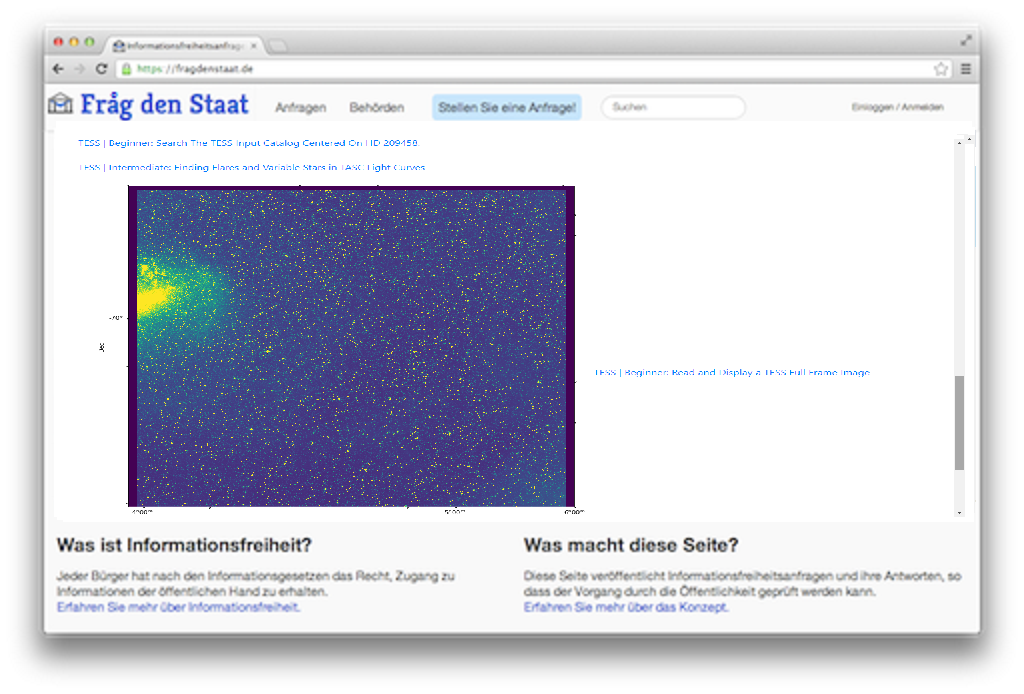 Informationsfreiheitsanfrage
https://fragdenstaat.de
Fråg den Staat
Anfragen
Behörden
Stellen Sie eine Anfrage!
Suchen
Einloggen / Anmelden
TESS | Beginner: Search The TESS Input Catalog Centered On HD 209458.
TESS | Intermediate: Finding Flares and Variable Stars in TASC Light Curves
-70°
Dec
5h00m
6h00m
TESS | Beginner: Read and Display a TESS Full Frame Image
Was ist Informationsfreiheit?
Jeder Bürger hat nach den Informationsgesetzen das Recht, Zugang zu
Informationen der öffentlichen Hand zu erhalten.
Erfahren Sie mehr über Informationsfreiheit.
Was macht diese Seite?
Diese Seite veröffentlicht Informationsfreiheitsanfragen und ihre Antworten, so
dass der Vorgang durch die Öffentlichkeit geprüft werden kann.
Erfahren Sie mehr über das Konzept.